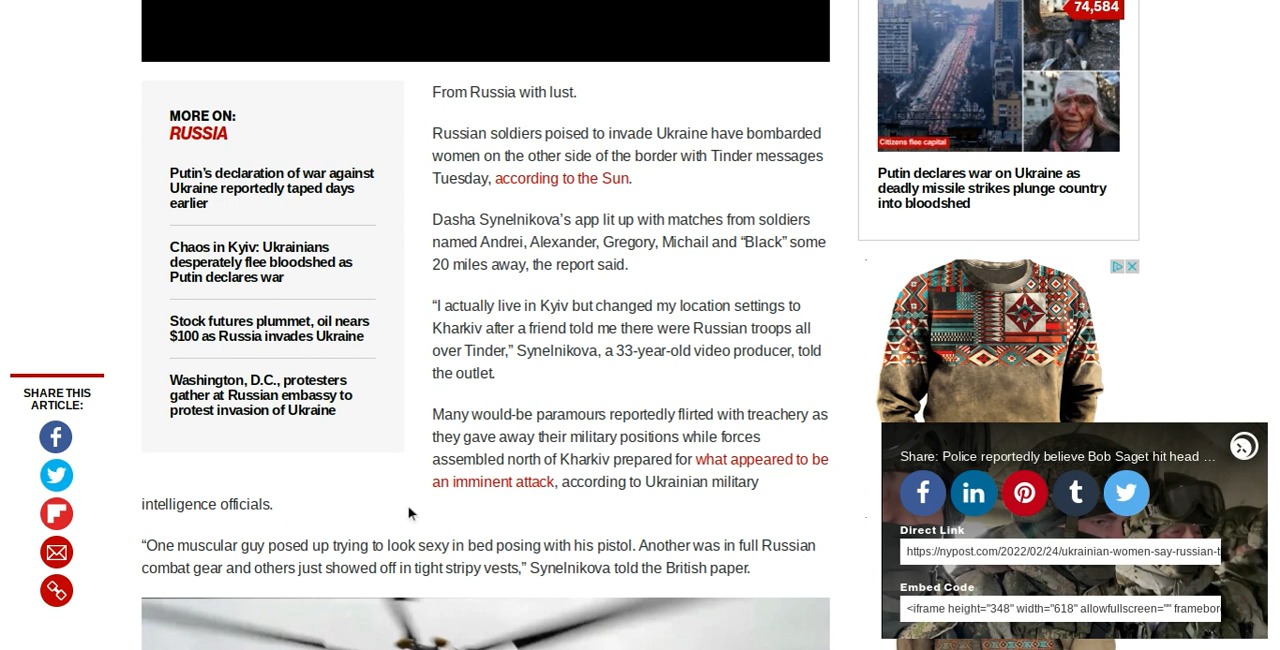 74,584
Citizens flee capital
Putin declares war on Ukraine as
deadly missile strikes plunge country
into bloodshed
MORE ON:
RUSSIA
Putin's declaration of war against
Ukraine reportedly taped days
earlier
Chaos in Kyiv: Ukrainians
desperately flee bloodshed as
Putin declares war
Stock futures plummet, oil nears
$100 as Russia invades Ukraine
Washington, D.C., protesters
gather at Russian embassy to
protest invasion of Ukraine
SHARE THIS
ARTICLE:
From Russia with lust.
Russian soldiers poised to invade Ukraine have bombarded
women on the other side of the border with Tinder messages
Tuesday, according to the Sun.
Dasha Synelnikova's app lit up with matches from soldiers
named Andrei, Alexander, Gregory, Michail and “Black” some
20 miles away, the report said.
“I actually live in Kyiv but changed my location settings to
Kharkiv after a friend told me there were Russian troops all
over Tinder,” Synelnikova, a 33-year-old video producer, told
the outlet.
Many would-be paramours reportedly flirted with treachery as
they gave away their military positions while forces
assembled north of Kharkiv prepared for what appeared to be
an imminent attack, according to Ukrainian military
intelligence officials.
“One muscular guy posed up trying to look sexy in bed posing with his pistol. Another was in full Russian
combat gear and others just showed off in tight stripy vests,” Synelnikova told the British paper.
Share: Police reportedly believe Bob Saget hit head ...
Direct Link
https://nypost.com/2022/02/24/ukrainian-women-say-russian-t
Embed Code
<iframe height="348" width="618" allowfullscreen="" framebor